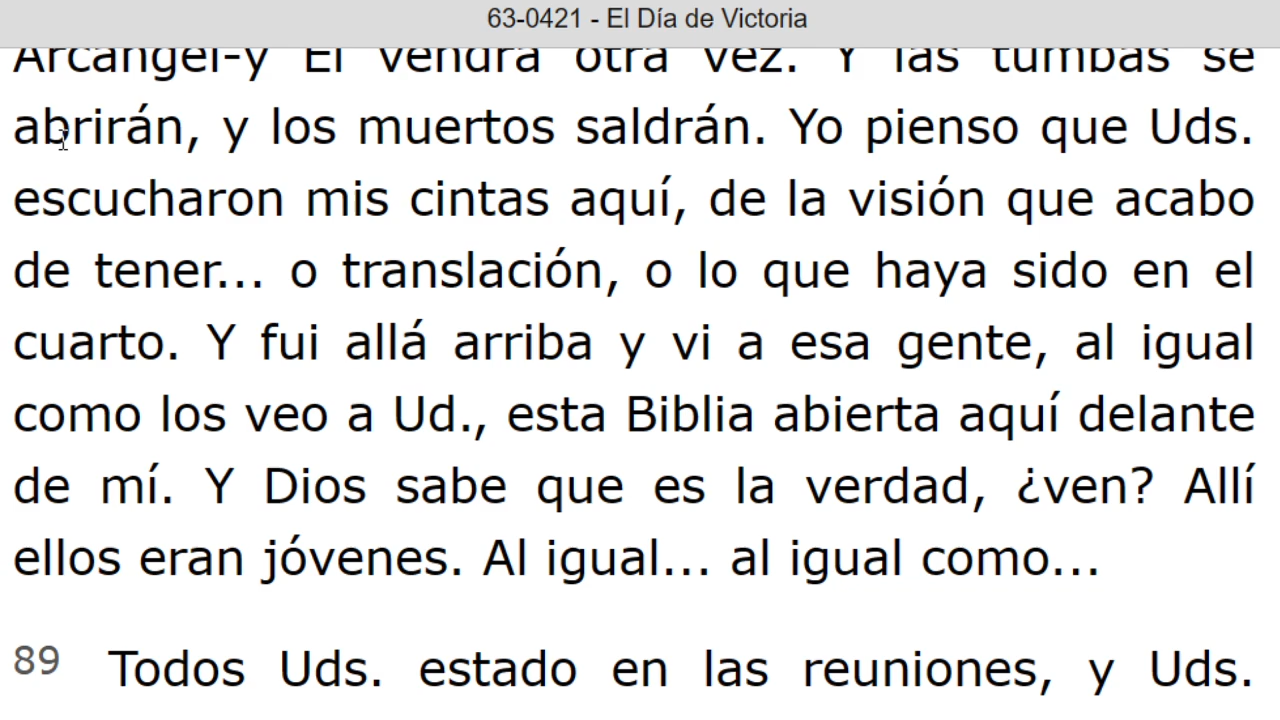 63-0421 - El Día de Victoria
Arcángel-y El vendrá otra vez. Y las tumbas se
abrirán, y los muertos saldrán. Yo pienso que Uds.
escucharon mis cintas aquí, de la visión que acabo
de tener... o translación, o lo que haya sido en el
cuarto. Y fui allá arriba y vi a esa gente, al igual
como los veo a Ud., esta Biblia abierta aquí delante
de mí. Y Dios sabe que es la verdad, ¿ven? Allí
ellos eran jóvenes. Al igual... al igual como...
89 Todos Uds. estado en las reuniones, y Uds.